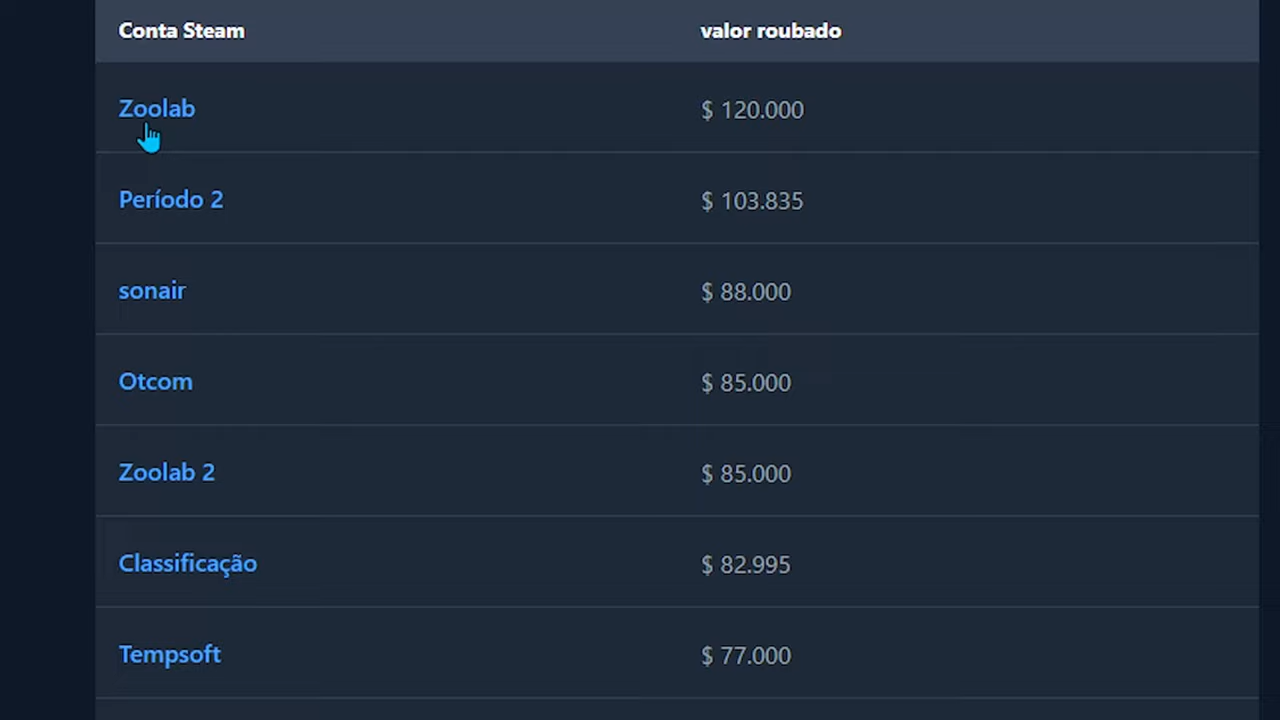 Conta Steam valor roubado
Zoolab $ 120.000
Período 2 $ 103.835
sonair $ 88.000
Otcom $ 85.000
Zoolab 2 $ 85.000
Classificação $ 82.995
Tempsoft $ 77.000